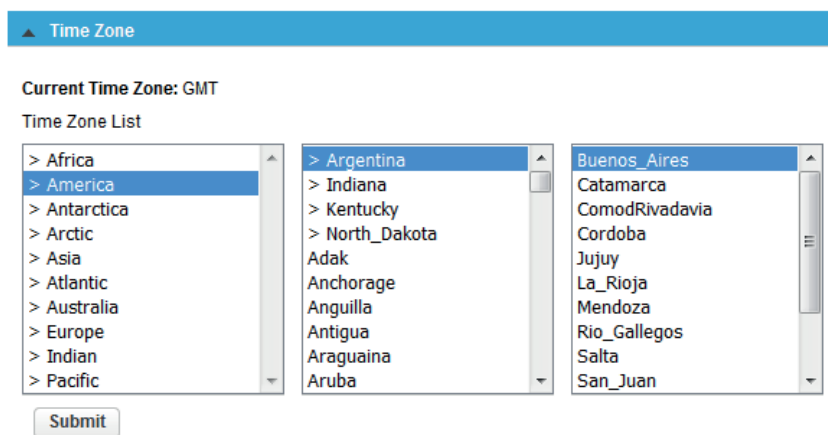 Time Zone
Current Time Zone: GMT
Time Zone List
> Africa
> America
> Antarctica
> Arctic
> Asia
> Atlantic
> Australia
> Europe
> Indian
> Pacific
> Argentina
> Indiana
> Kentucky
> North_Dakota
Adak
Anchorage
Anguilla
Antigua
Araguaina
Aruba
Buenos_Aires
Catamarca
ComodRivadavia
Cordoba
Jujuy
La_Rioja
Mendoza
Rio_Gallegos
Salta
San_Juan
Submit